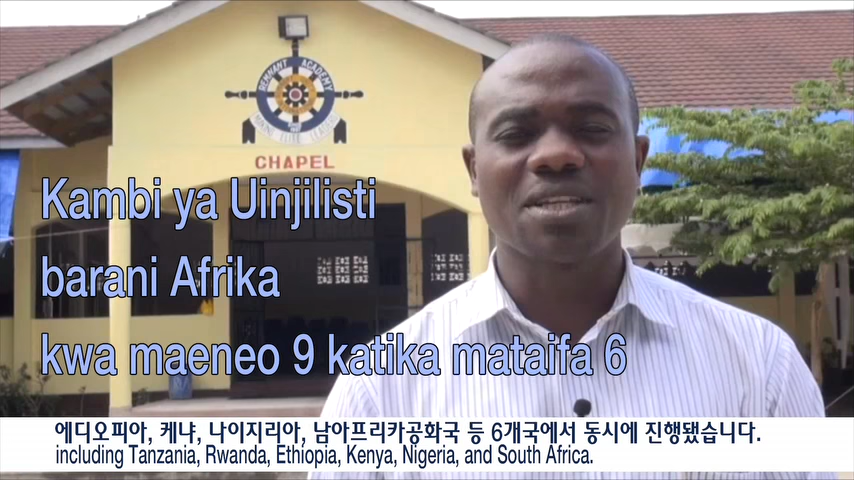 REMNANT ACADEMY
CHAPEL
Kambi ya Uinjilisti
barani Afrika
kwa maeneo 9 katika mataifa 6
에디오피아, 케냐, 나이지리아, 남아프리카공화국 등 6개국에서 동시에 진행됐습니다.
including Tanzania, Rwanda, Ethiopia, Kenya, Nigeria, and South Africa.